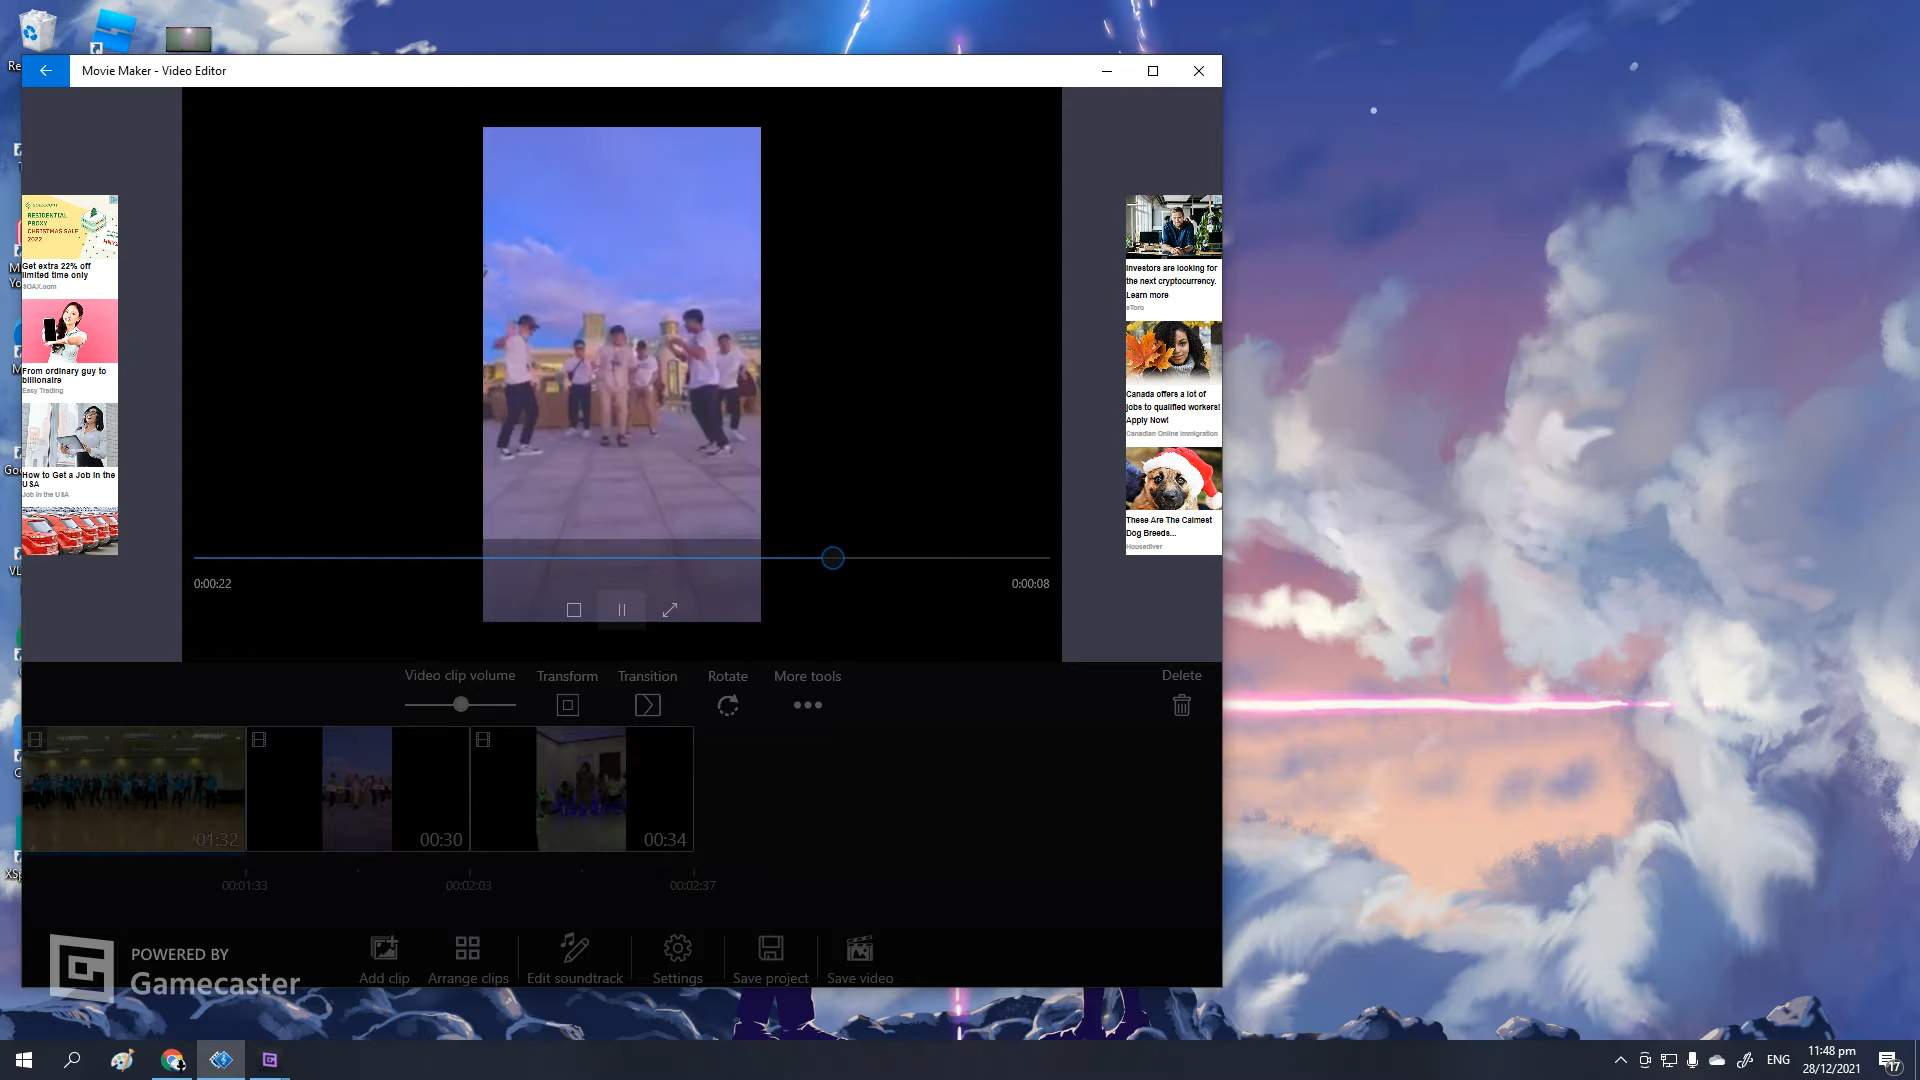 Re
Movie Maker - Video Editor
RESIDENTIAL
PROXY
CHRISTMAS SALE
2022
Get extra 22% off
limited time only
From ordinary guy to
billionaire
Easy Trading
How to Get a Job in the
USA
Job in the USA
Investors are looking for
the next cryptocurrency.
Learn more
eToro
Canada offers a lot of
jobs to qualified workers!
Apply Now!
Canadian Online Immigration
These Are The Calmest
Dog Breeds...
Housediver
0:00:22
0:00:08
Video clip volume
Transform
Transition
Rotate
More tools
Delete
01:32
00:30
00:34
00:01:33
00:02:03
00:02:37
POWERED BY
Gamecaster
Add clip
Arrange clips
Edit soundtrack
Settings
Save project
Save video
ENG
11:48 pm
28/12/2021
17